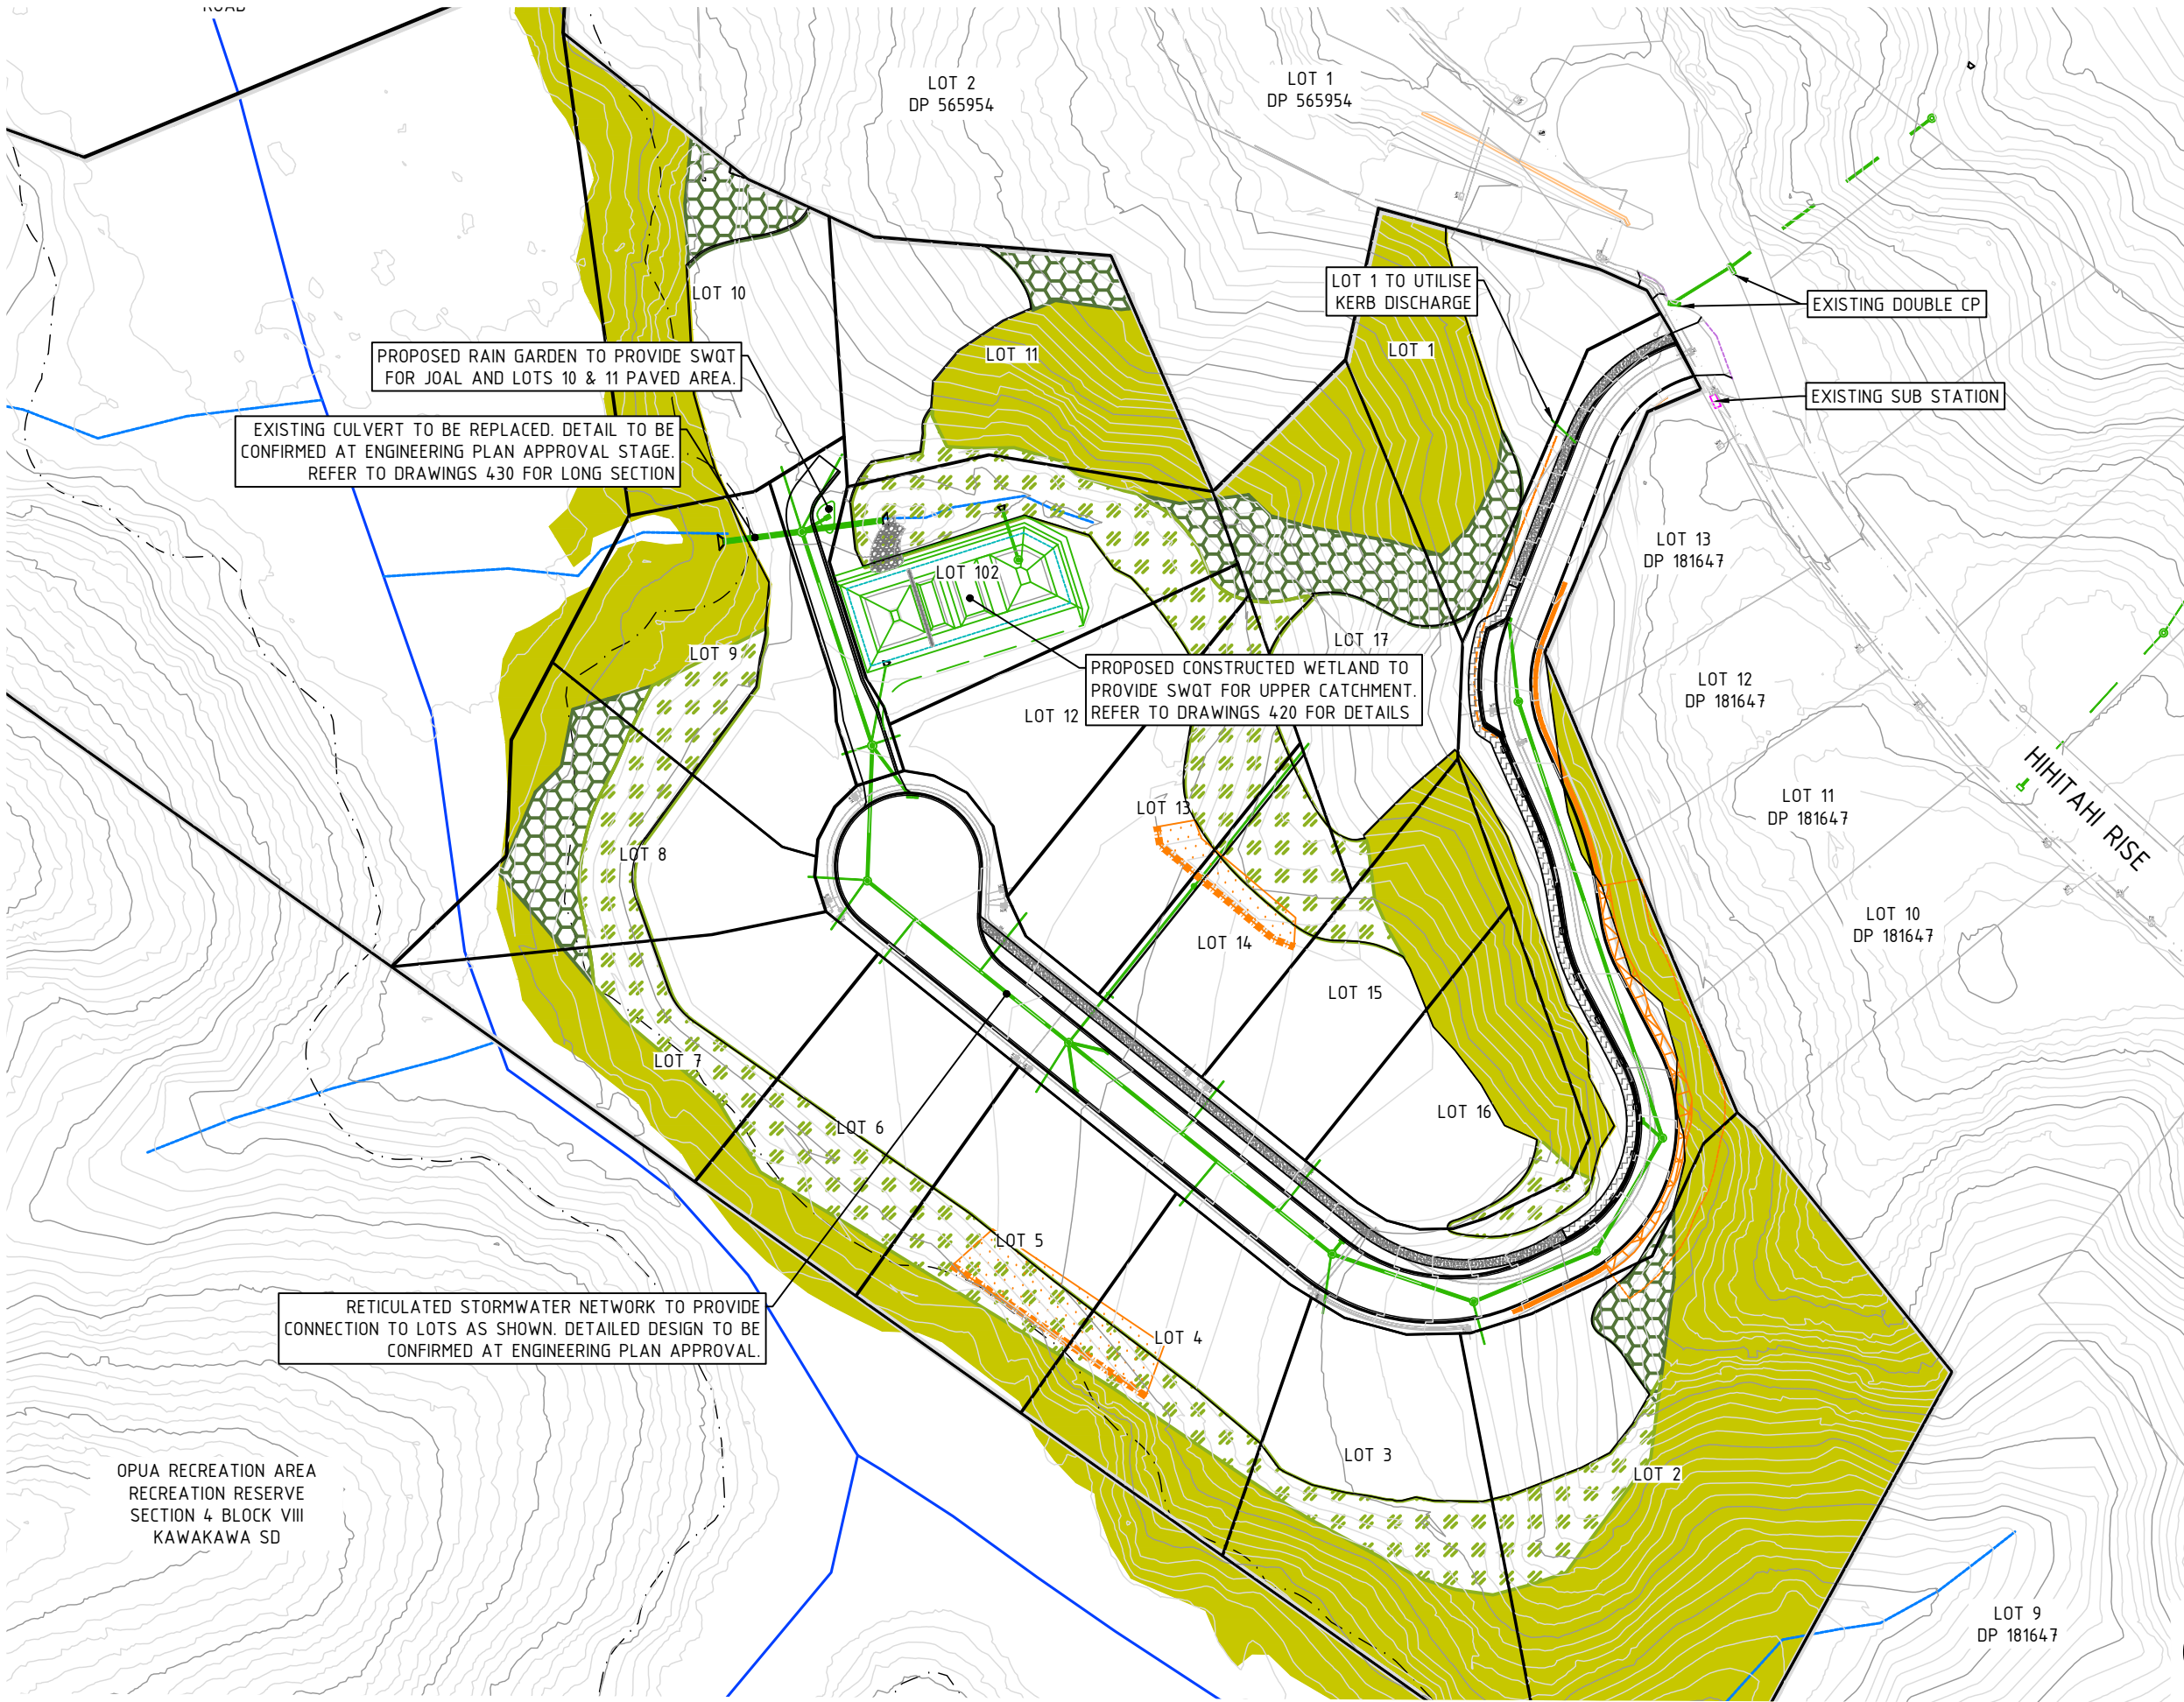 ROAD
LOT 2
DP 565954
LOT 1
DP 565954
LOT 10
LOT 1 TO UTILISE
KERB DISCHARGE
EXISTING DOUBLE CP
PROPOSED RAIN GARDEN TO PROVIDE SWQT
FOR JOAL AND LOTS 10 & 11 PAVED AREA.
LOT 11
LOT 1
EXISTING SUB STATION
EXISTING CULVERT TO BE REPLACED. DETAIL TO BE
CONFIRMED AT ENGINEERING PLAN APPROVAL STAGE.
REFER TO DRAWINGS 430 FOR LONG SECTION
LOT 13
DP 181647
LOT 102
LOT 9
LOT 17
PROPOSED CONSTRUCTED WETLAND TO
PROVIDE SWQT FOR UPPER CATCHMENT.
REFER TO DRAWINGS 420 FOR DETAILS
LOT 12
LOT 12
DP 181647
HIHITAHI RISE
LOT 13
LOT 11
DP 181647
LOT 8
LOT 14
LOT 10
DP 181647
LOT 15
LOT 7
LOT 6
LOT 16
LOT 5
RETICULATED STORMWATER NETWORK TO PROVIDE
CONNECTION TO LOTS AS SHOWN. DETAILED DESIGN TO BE
CONFIRMED AT ENGINEERING PLAN APPROVAL.
LOT 4
LOT 3
LOT 2
OPUA RECREATION AREA
RECREATION RESERVE
SECTION 4 BLOCK VIII
KAWAKAWA SD
LOT 9
DP 181647